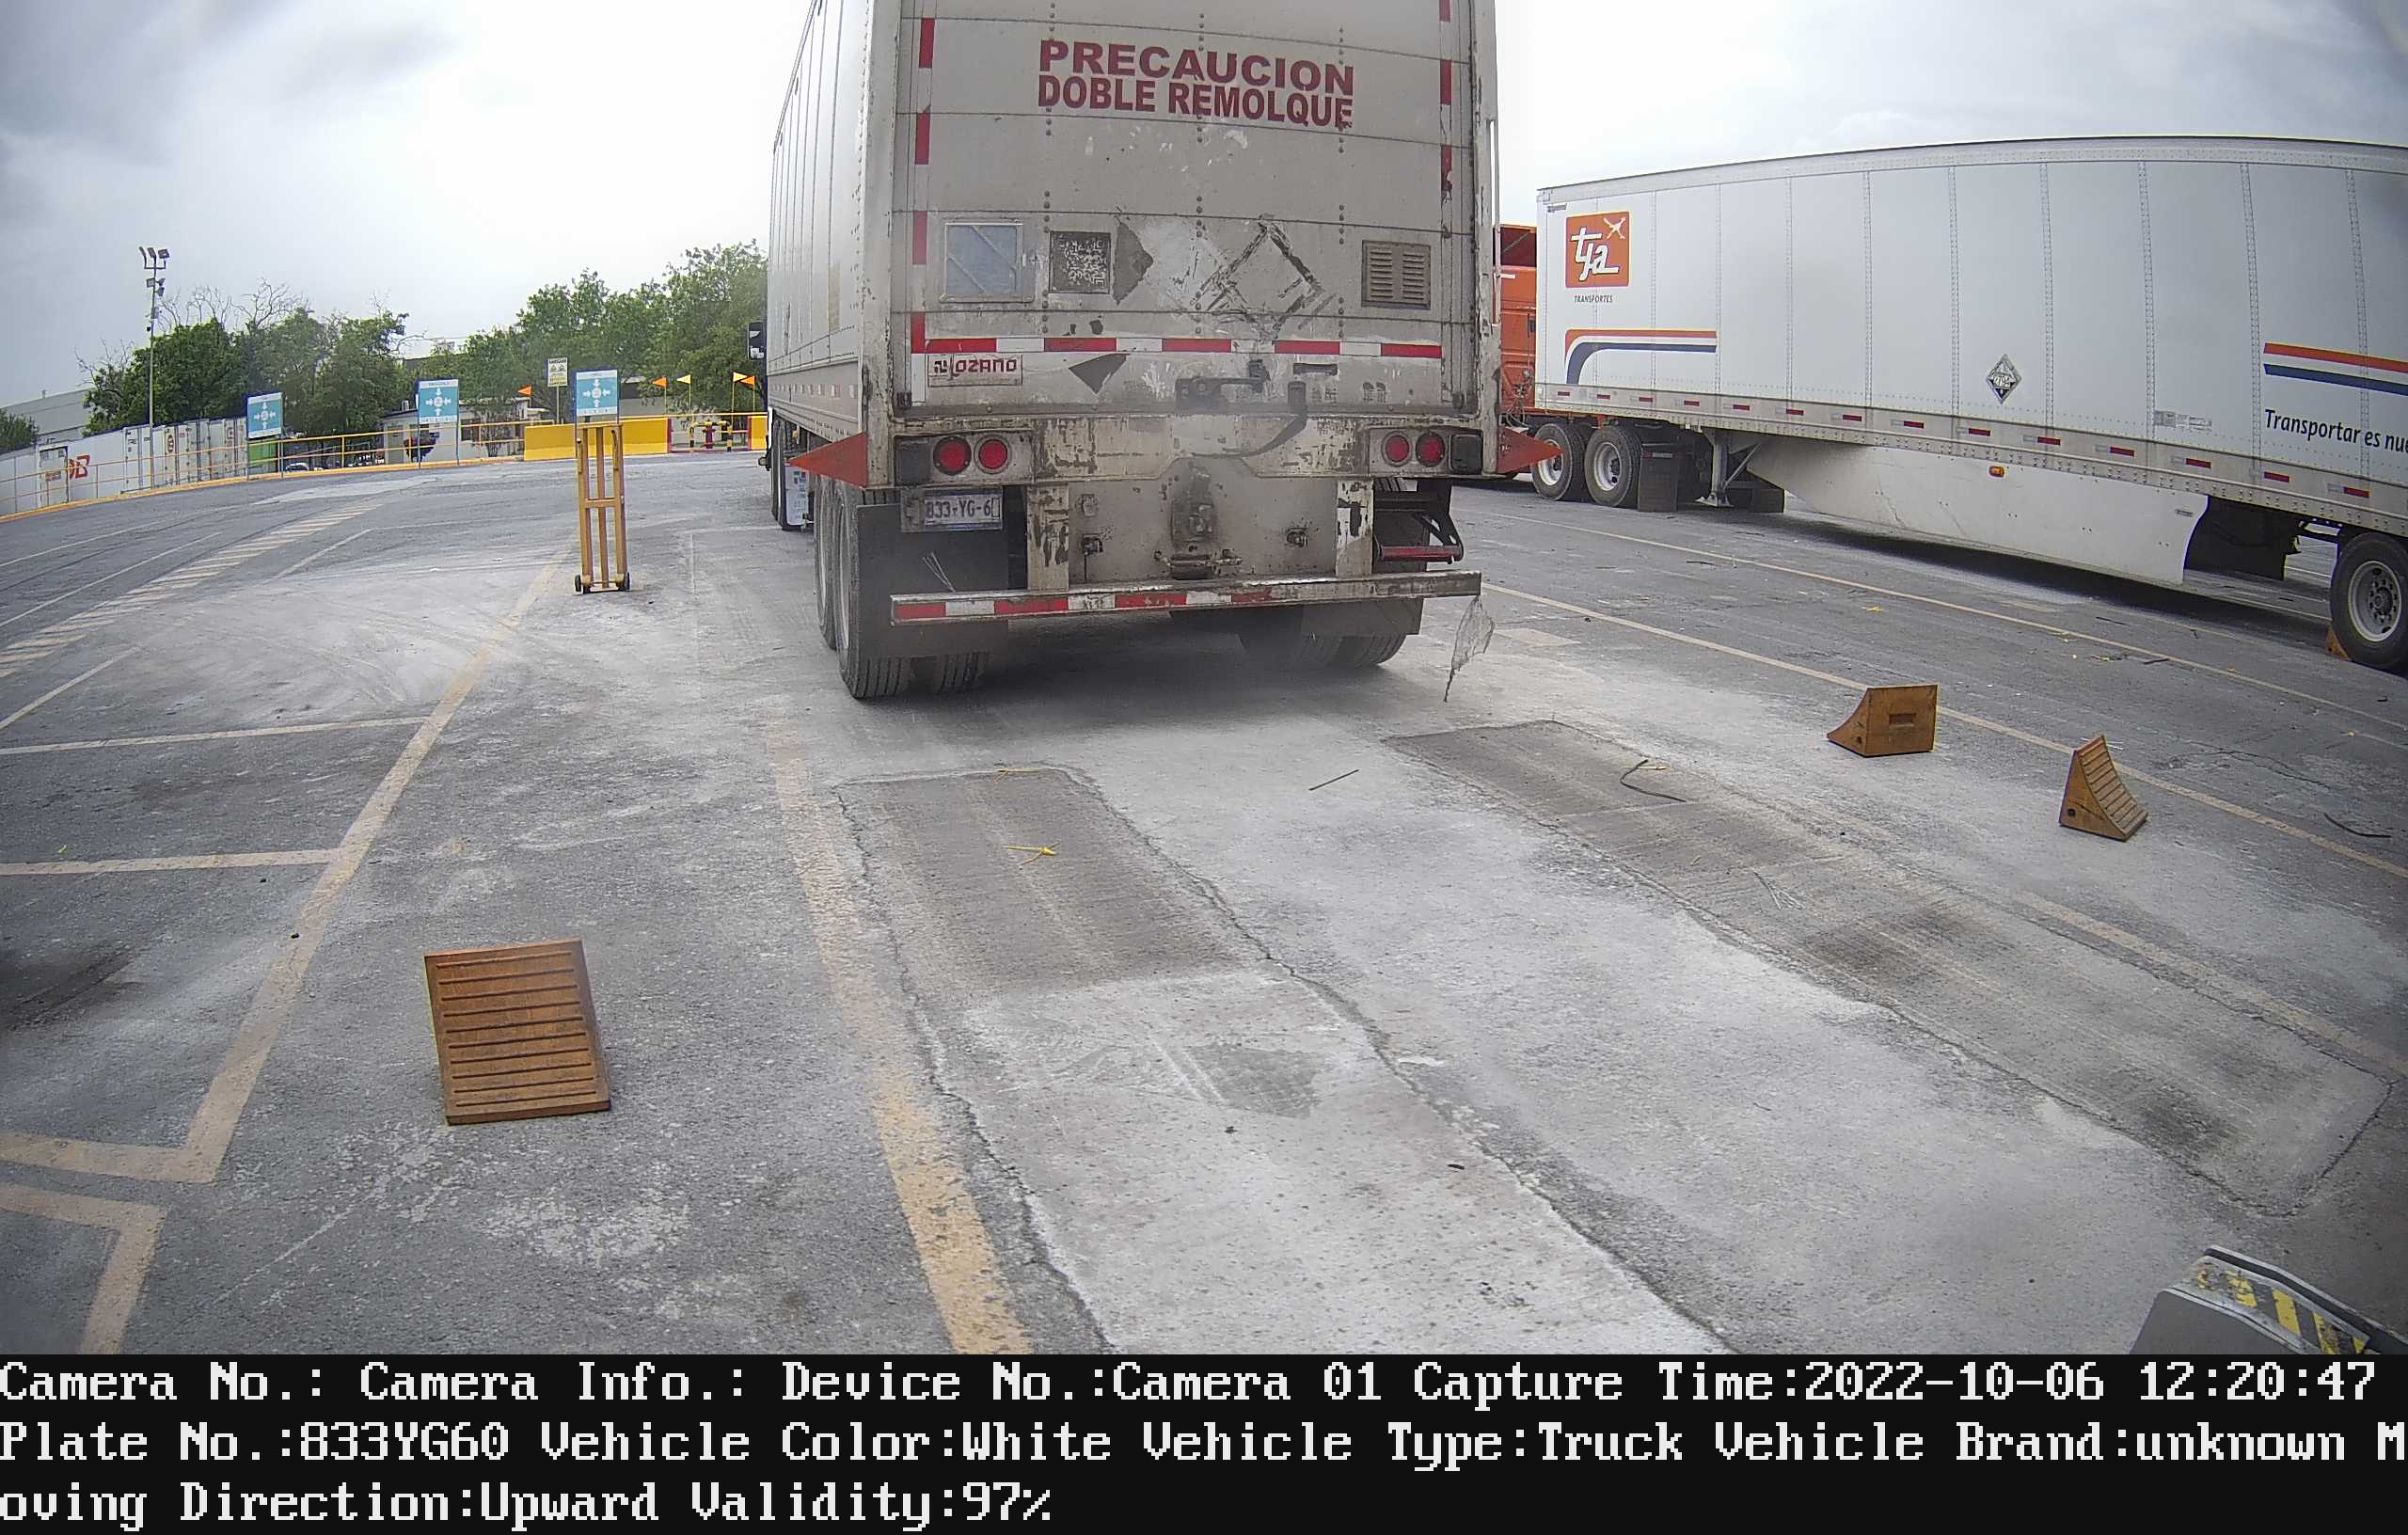 PRECAUCION
DOBLE REMOLQUE
tja
TRANSPORTES
LOZANO
833-YG-6
Transportar es nue
Camera No.: Camera Info.: Device No.:Camera 01 Capture Time:2022-10-06 12:20:47
Plate No.:833YG60 Vehicle Color:White Vehicle Type:Truck Vehicle Brand:unknown M
oving Direction:Upward Validity:97%